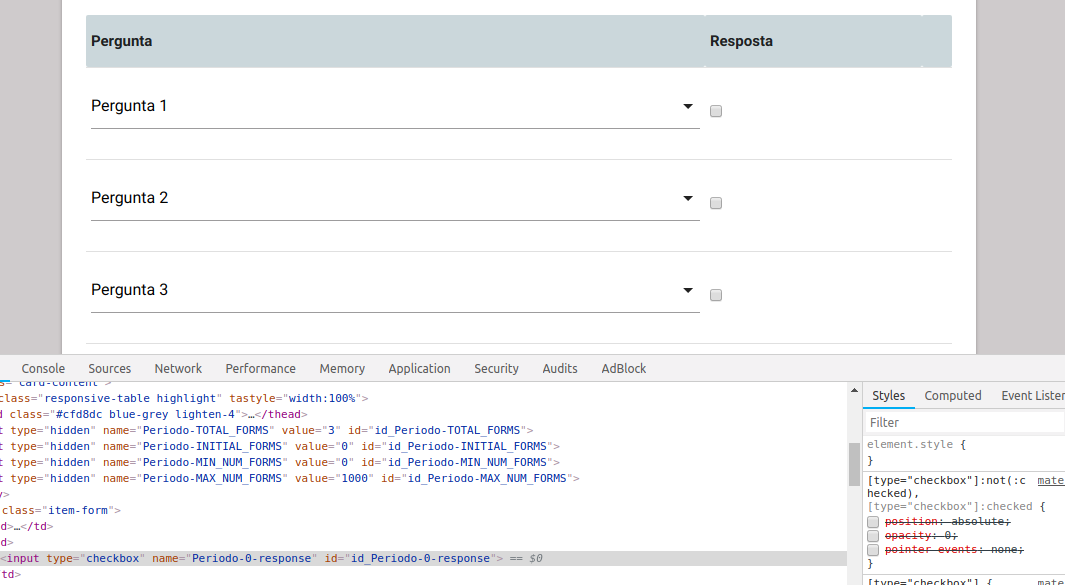 Pergunta Resposta
Pergunta 1
Pergunta 2
Pergunta 3
Console Sources Network Performance Memory Application Security Audits AdBlock
s="card-content">
class="responsive-table highlight" tastyle="width:100%">
d class="#cfd8dc blue-grey lighten-4">…</thead>
t type="hidden" name="Periodo-TOTAL_FORMS" value="3" id="id_Periodo-TOTAL_FORMS">
t type="hidden" name="Periodo-INITIAL_FORMS" value="0" id="id_Periodo-INITIAL_FORMS">
t type="hidden" name="Periodo-MIN_NUM_FORMS" value="0" id="id_Periodo-MIN_NUM_FORMS">
t type="hidden" name="Periodo-MAX_NUM_FORMS" value="1000" id="id_Periodo-MAX_NUM_FORMS">
y>
class="item-form">
d>…</td>
d>
<input type="checkbox" name="Periodo-0-response" id="id_Periodo-0-response"> == $0
td>
Styles Computed Event Listen
Filter
element.style {
}
[type="checkbox"]:not(:c mate
hecked),
[type="checkbox"]:checked {
position: absolute;
opacity: 0;
pointer-events: none;
}
[type="checkbox"] { mate